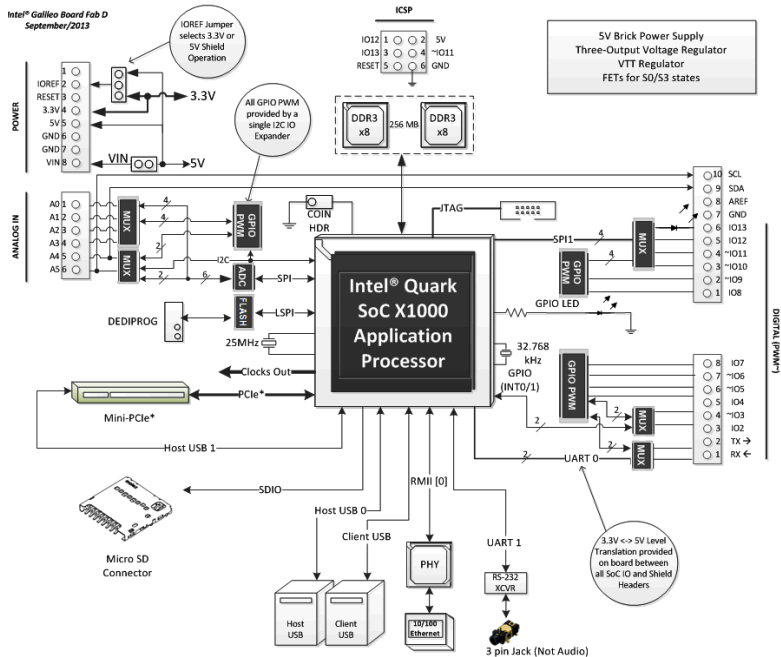 Intel® Galileo Board Fab D
September/2013
IOREF Jumper
selects 3.3V or
5V Shield
Operation
ICSP
IO12 1 2 5V
IO13 3 4 ~IO11
RESET 5 6 GND
5V Brick Power Supply
Three-Output Voltage Regulator
VTT Regulator
FETs for S0/S3 states
POWER
1
IOREF 2
RESET 3
3.3V 4
5V 5
GND 6
GND 7
VIN 8
3.3V
VIN
5V
All GPIO PWM
provided by a
single I2C IO
Expander
DDR3
x8
256 MB
DDR3
x8
ANALOG IN
A0 1
A1 2
A2 3
A3 4
A4 5
A5 6
MUX
MUX
4
4
2
2
6
GPIO
PWM
I2C
ADC
SPI
FLASH
LSPI
DEDIPROG
25MHz
COIN
HDR
JTAG
Intel® Quark
SoC X1000
Application
Processor
SPI1
4
MUX
GPIO
PWM
4
10 SCL
9 SDA
8 AREF
7 GND
6 IO13
5 IO12
4 ~IO11
3 ~IO10
2 ~IO9
1 IO8
GPIO LED
DIGITAL (PWM~)
32.768
kHz
GPIO
(INT0/1)
GPIO PWM
8 IO7
7 ~IO6
6 ~IO5
5 IO4
4 ~IO3
3 IO2
2 TX →
1 RX ←
2
MUX
2
2
MUX
2
UART 0
Clocks Out
PCIe*
Mini-PCIe*
Host USB 1
SDIO
Micro SD
Connector
Host USB 0
Client USB
RMII [0]
UART 1
Host
USB
Client
USB
PHY
10/100
Ethernet
RS-232
XCVR
3 pin Jack (Not Audio)
3.3V <-> 5V Level
Translation provided
on board between
all SoC IO and Shield
Headers